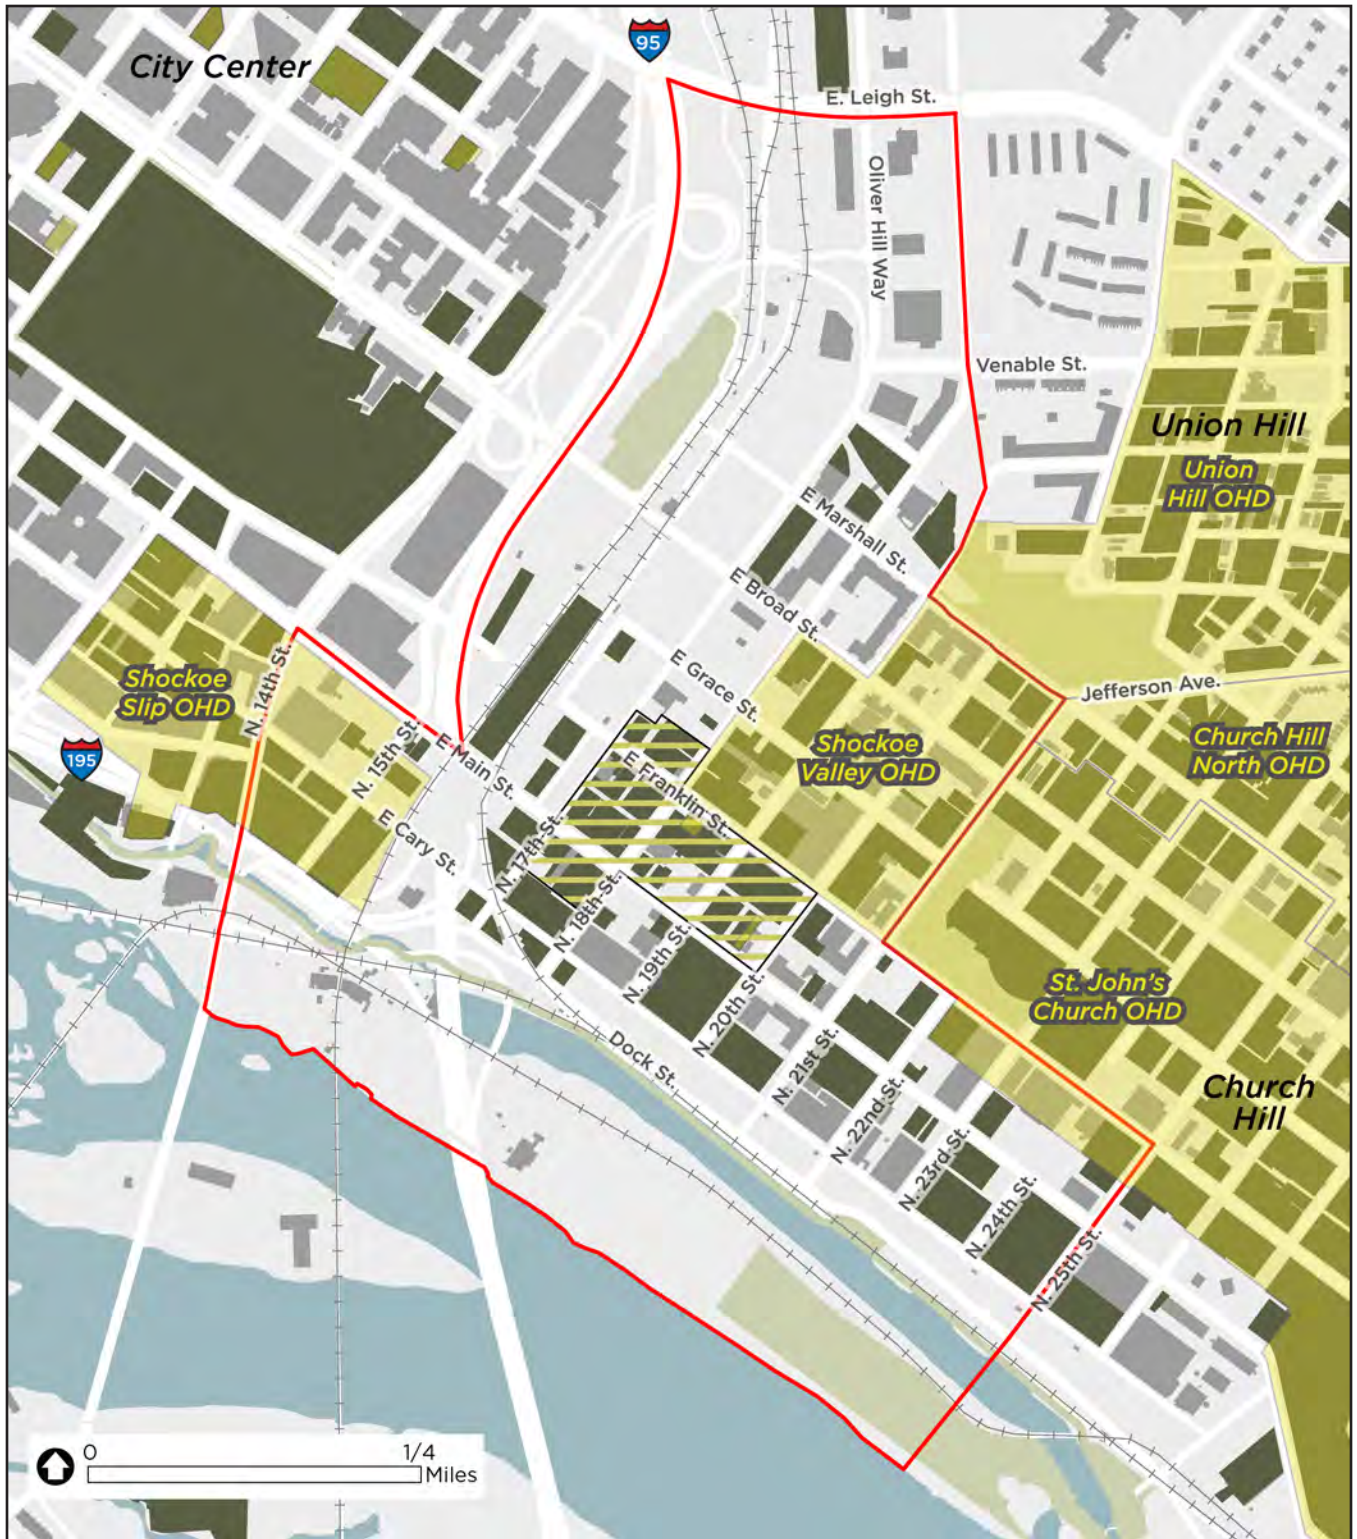 95
City Center
E. Leigh St.
Oliver Hill Way
Venable St.
Union Hill
Union
Hill OHD
E Marshall St.
E Broad St.
E Grace St.
Shockoe
Slip OHD
N. 14th St.
Jefferson Ave.
195
N. 15th St.
E Main St.
E Franklin St.
Shockoe
Valley OHD
Church Hill
North OHD
E Cary St.
N. 17th St.
N. 18th St.
N. 19th St.
N. 20th St.
St. John's
Church OHD
Dock St.
N. 21st St.
N. 22nd St.
N. 23rd St.
N. 24th St.
N. 25th St.
Church
Hill
0 1/4
Miles